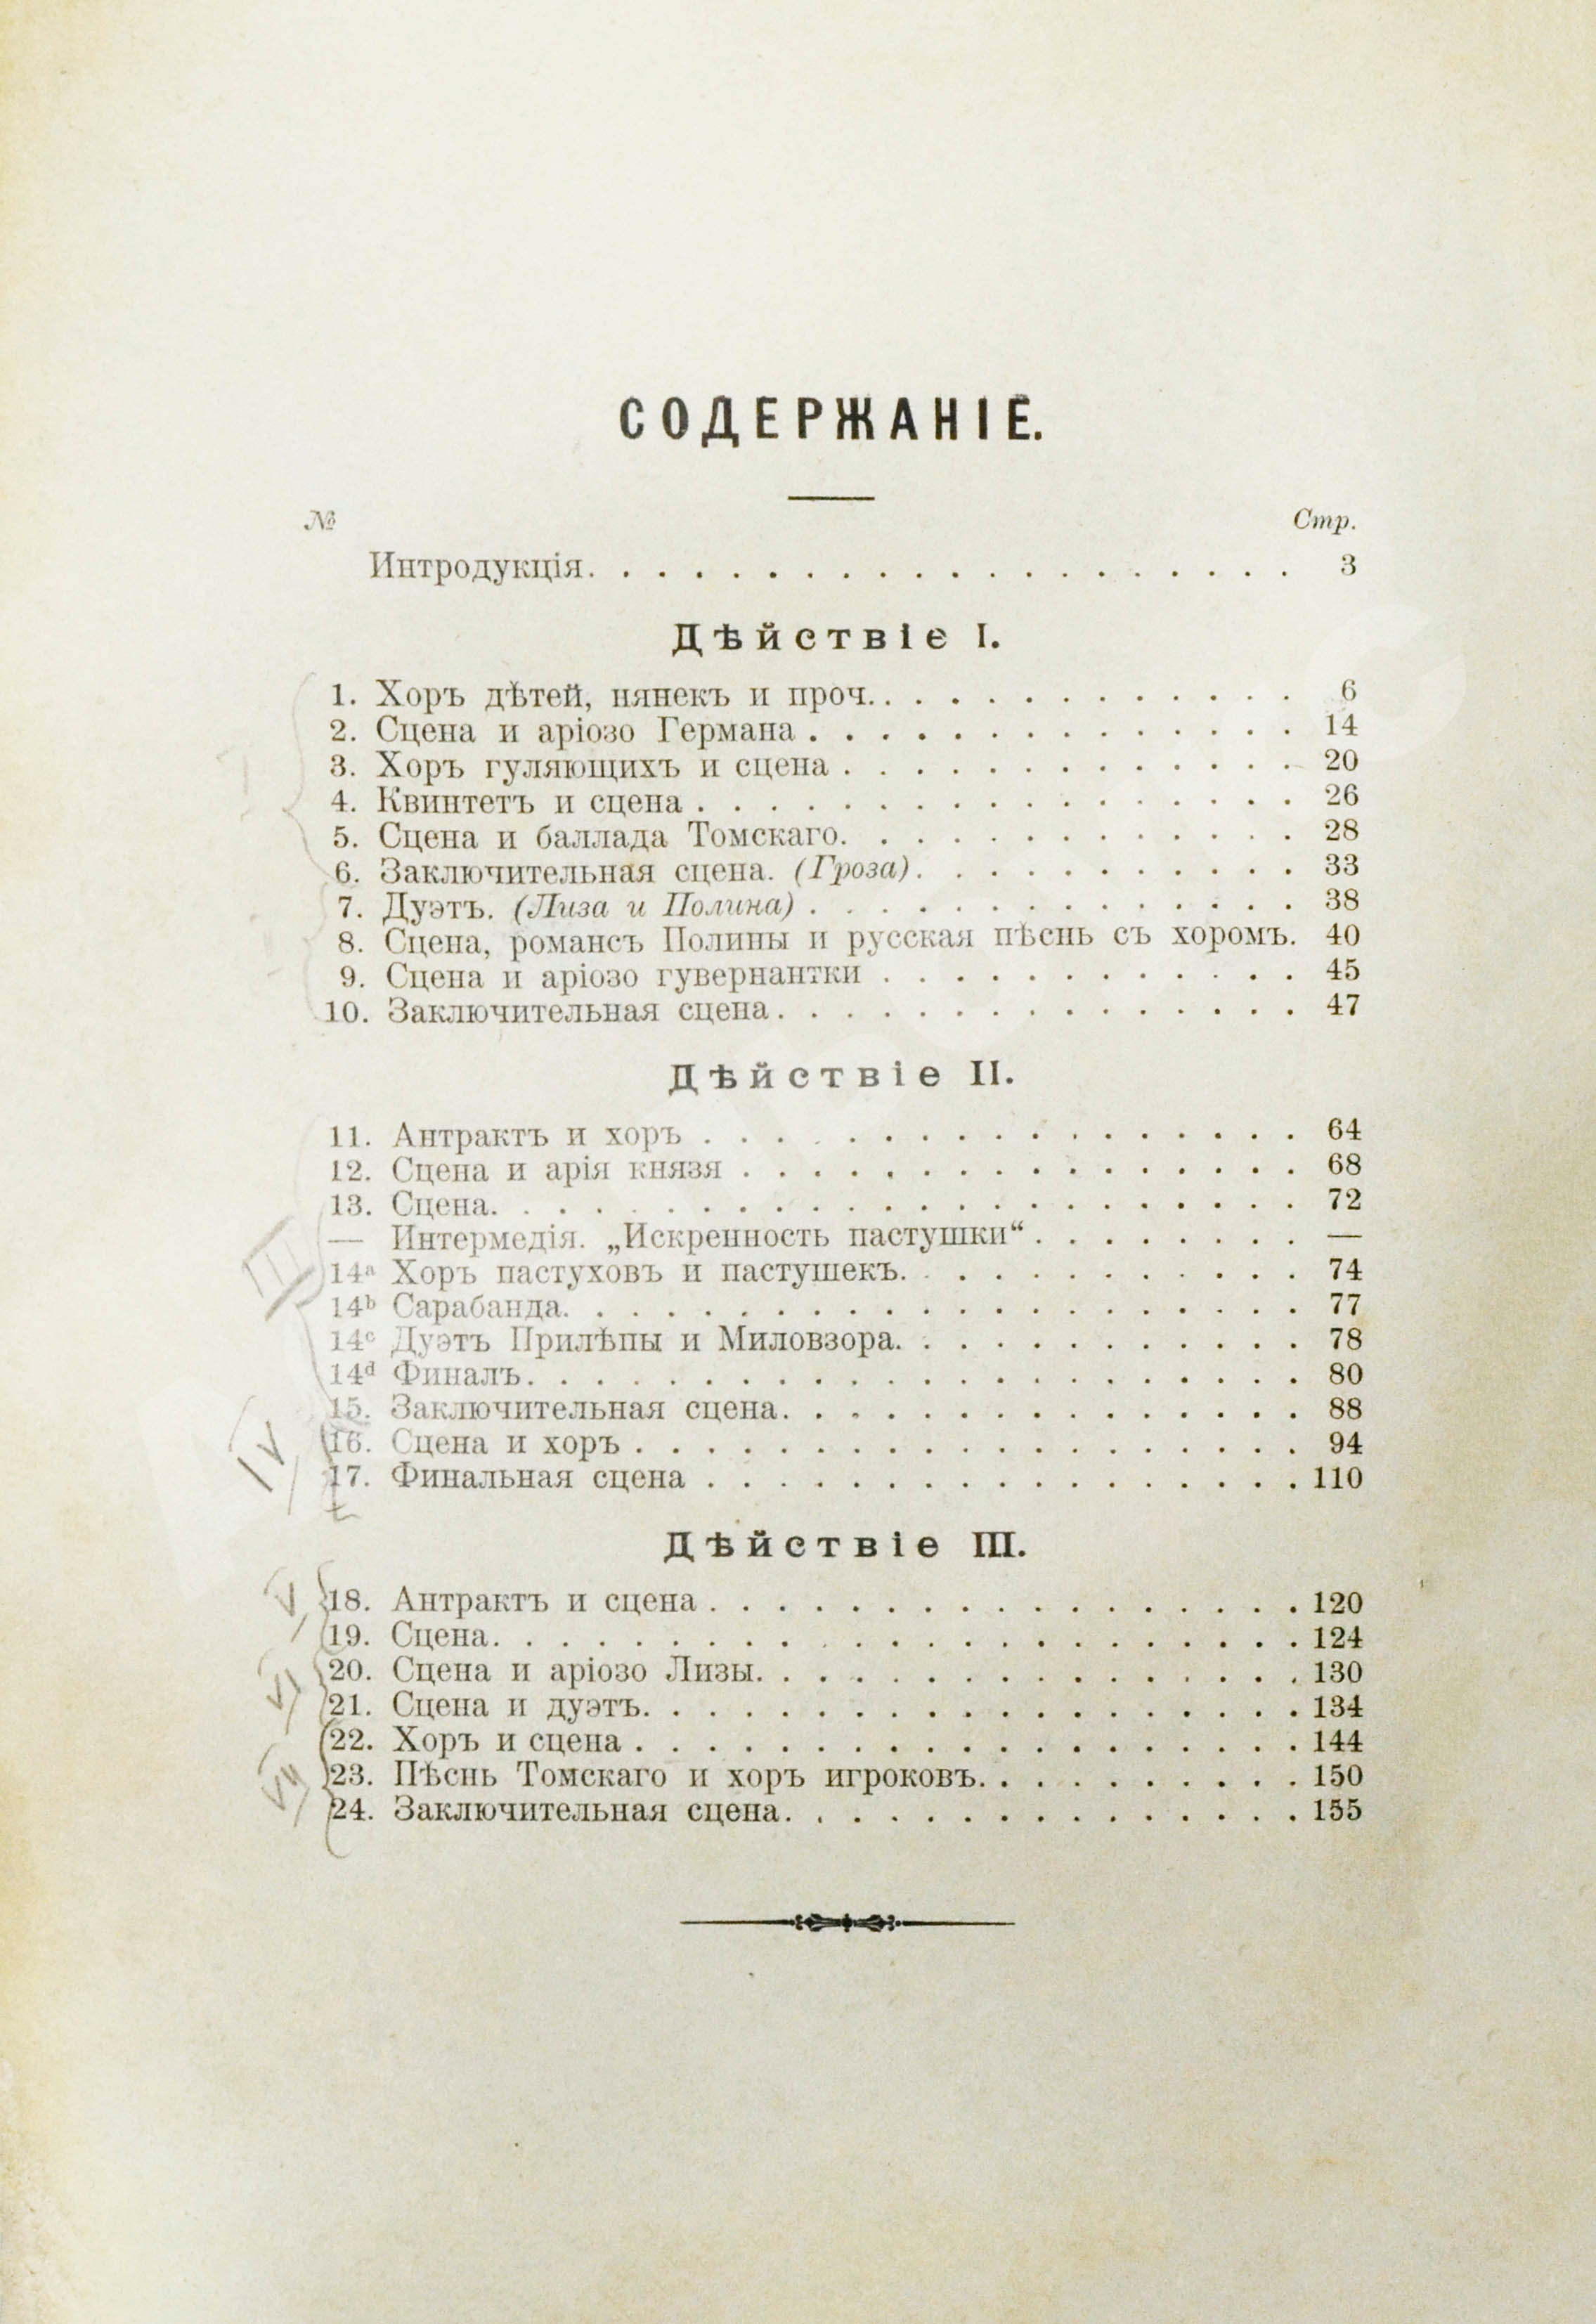 СОДЕРЖАНІЕ.
№ Стр.
Интродукція. 3
Дѣйствіе I.
1. Хоръ дѣтей, нянекъ и проч. 6
2. Сцена и аріозо Германа 14
3. Хоръ гуляющихъ и сцена 20
4. Квинтетъ и сцена 26
5. Сцена и баллада Томскаго. 28
6. Заключительная сцена. (Гроза) 33
7. Дуэтъ. (Лиза и Полина) 38
8. Сцена, романсъ Полины и русская пѣснь съ хоромъ. 40
9. Сцена и аріозо гувернантки 45
10. Заключительная сцена 47
Дѣйствіе II.
11. Антрактъ и хоръ 64
12. Сцена и арія князя 68
13. Сцена. 72
— Интермедія. „Искренность пастушки“ —
III
14ª Хоръ пастуховъ и пастушекъ. 74
14ᵇ Сарабанда. 77
14ᶜ Дуэтъ Прилѣпы и Миловзора. 78
14ᵈ Финалъ. 80
15. Заключительная сцена. 88
IV 16. Сцена и хоръ 94
17. Финальная сцена 110
Дѣйствіе III.
V 18. Антрактъ и сцена 120
19. Сцена. 124
VI 20. Сцена и аріозо Лизы. 130
21. Сцена и дуэтъ. 134
22. Хоръ и сцена 144
VII 23. Пѣснь Томскаго и хоръ игроковъ. 150
24. Заключительная сцена. 155